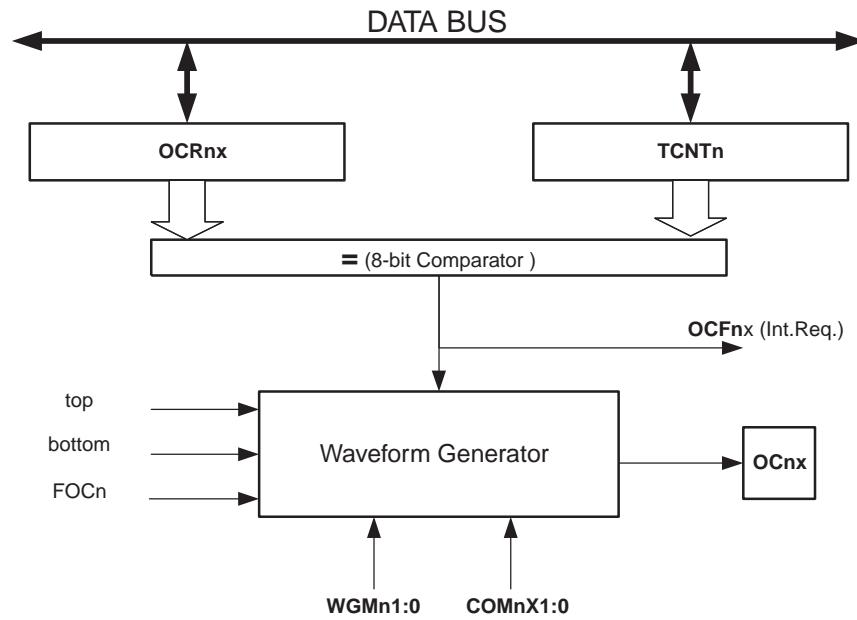 DATA BUS
OCRnx
TCNTn
= (8-bit Comparator )
OCFnx (Int.Req.)
top
bottom
FOCn
Waveform Generator
OCnx
WGMn1:0
COMnX1:0